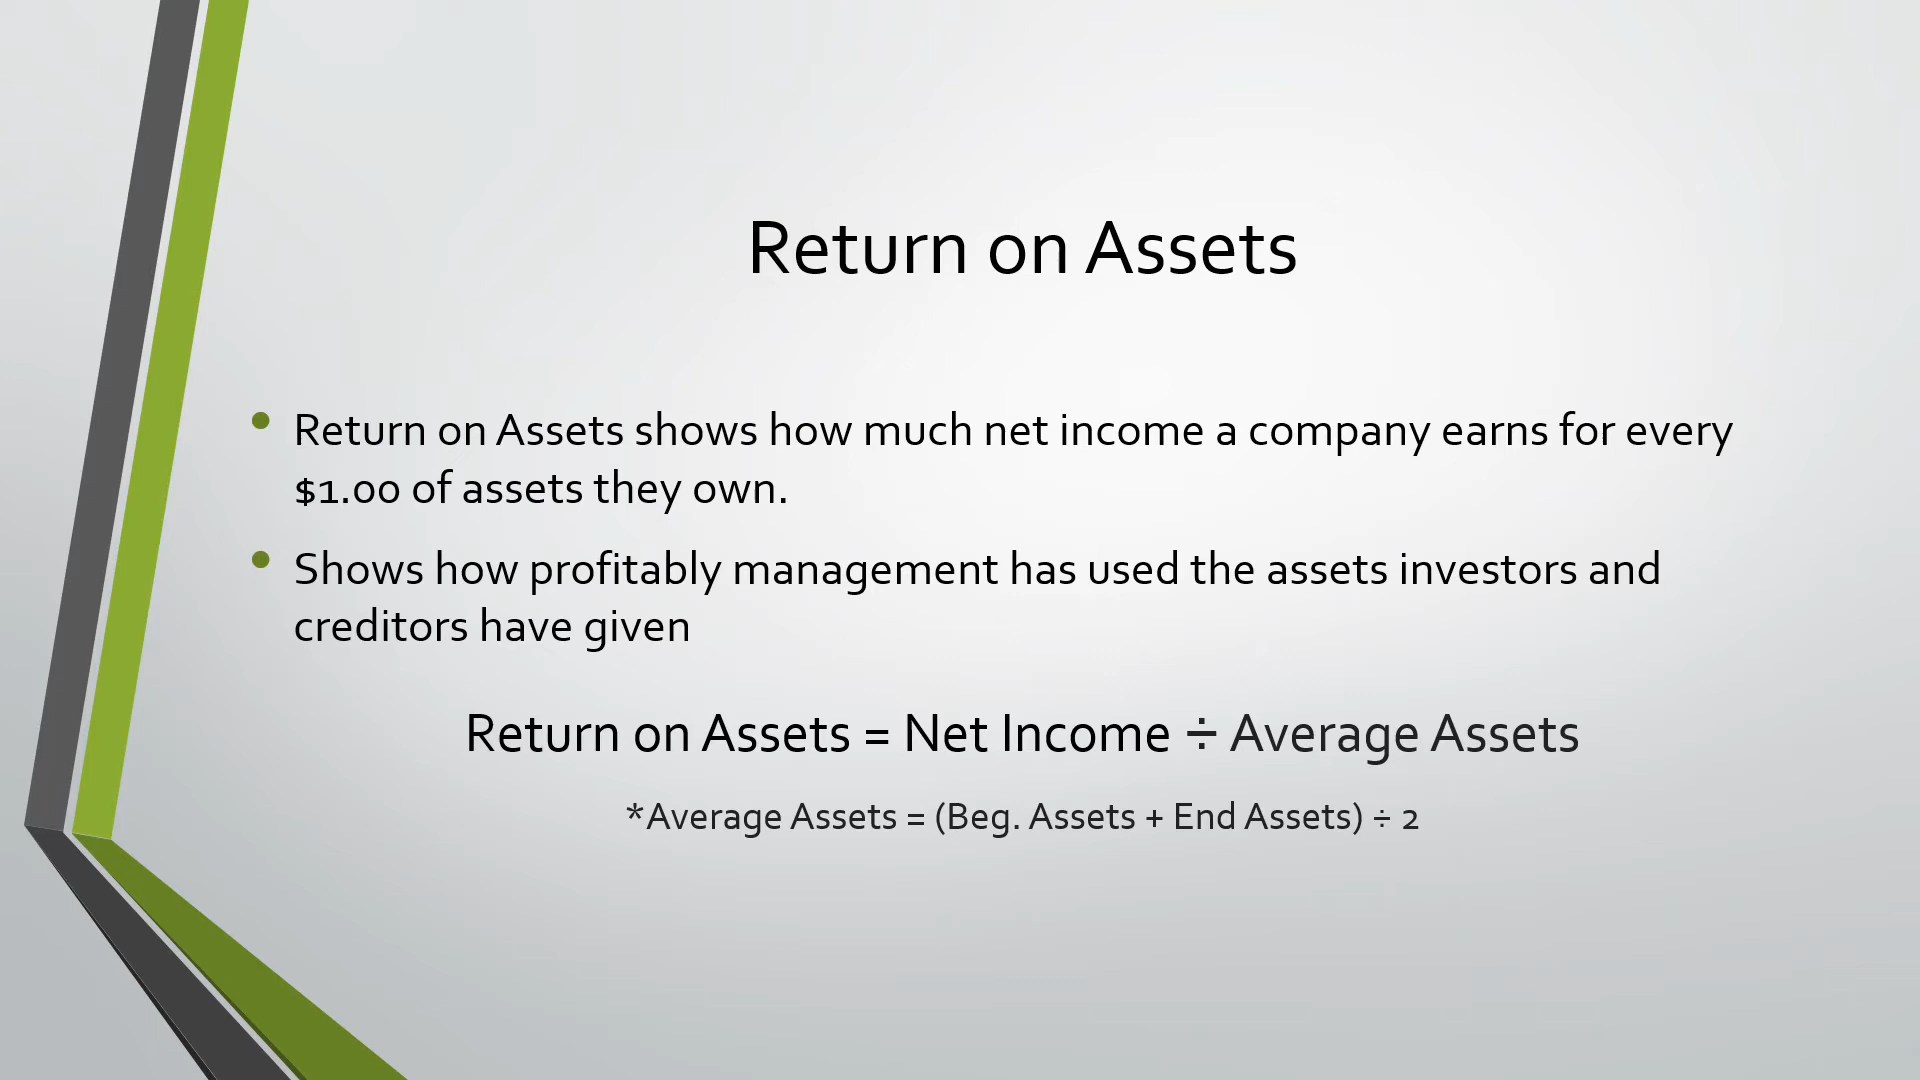 Return on Assets
• Return on Assets shows how much net income a company earns for every
$1.00 of assets they own.
• Shows how profitably management has used the assets investors and
creditors have given
Return on Assets = Net Income ÷ Average Assets
*Average Assets = (Beg. Assets + End Assets) ÷ 2